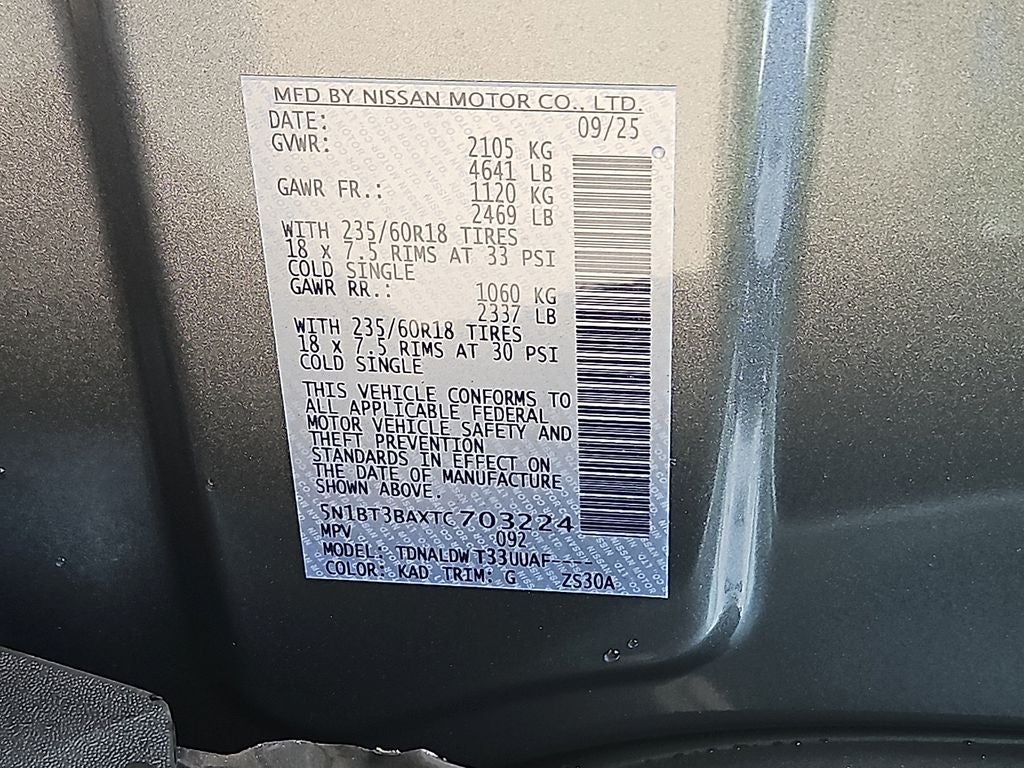 MFD BY NISSAN MOTOR CO., LTD.
DATE: 09/25
GVWR: 2105 KG
4641 LB
GAWR FR.: 1120 KG
2469 LB
WITH 235/60R18 TIRES
18 X 7.5 RIMS AT 33 PSI
COLD SINGLE
GAWR RR.: 1060 KG
2337 LB
WITH 235/60R18 TIRES
18 X 7.5 RIMS AT 30 PSI
COLD SINGLE
THIS VEHICLE CONFORMS TO
ALL APPLICABLE FEDERAL
MOTOR VEHICLE SAFETY AND
THEFT PREVENTION
STANDARDS IN EFFECT ON
THE DATE OF MANUFACTURE
SHOWN ABOVE.
5N1BT3BAXTC703224
MPV 092
MODEL: TDNALDWT33UUAF----
COLOR: KAD TRIM: G ZS30A